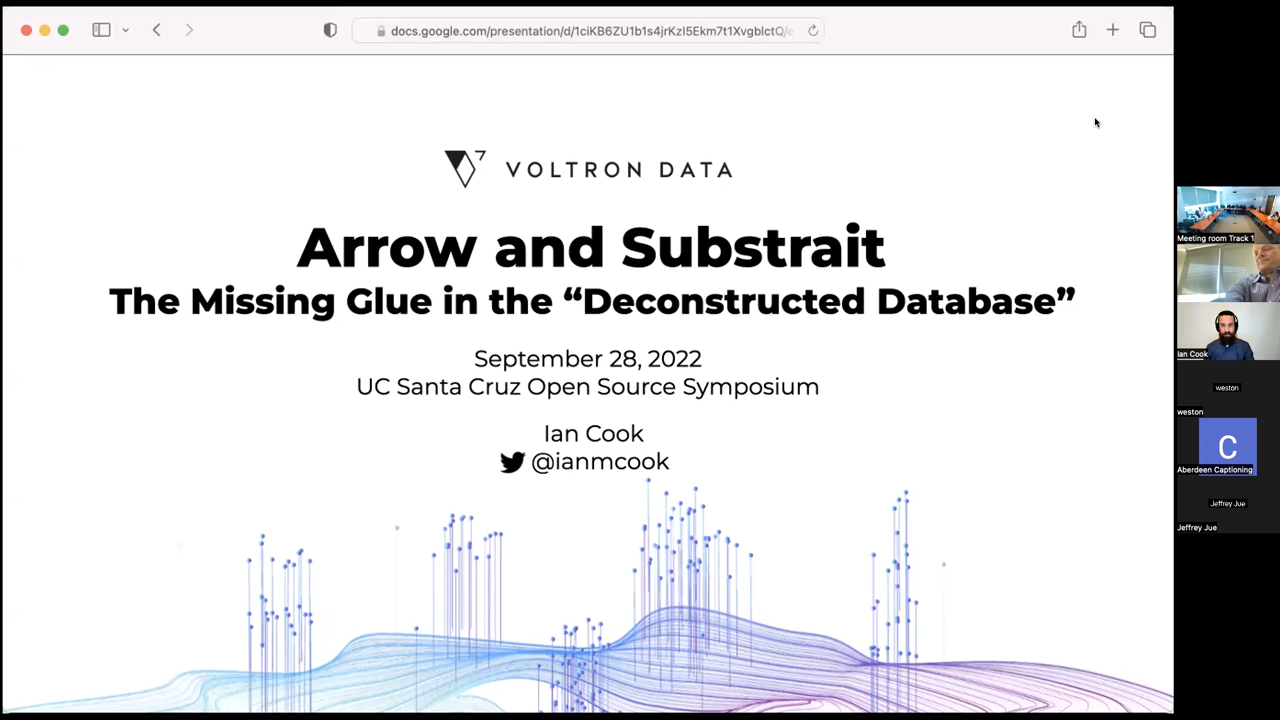 docs.google.com/presentation/d/1ciKB6ZU1b1s4jrKzI5Ekm7t1XvgblctQ/e
VOLTRON DATA
Arrow and Substrait
The Missing Glue in the “Deconstructed Database”
September 28, 2022
UC Santa Cruz Open Source Symposium
Ian Cook
@ianmcook
Meeting room Track 1
Ian Cook
weston
weston
C
Aberdeen Captioning
Jeffrey Jue
Jeffrey Jue